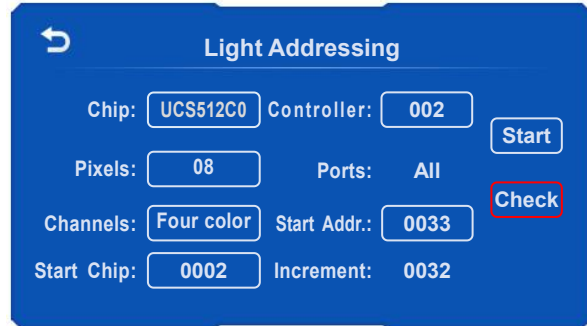 Light Addressing
Chip: UCS512C0 Controller: 002
Start
Pixels: 08 Ports: All
Check
Channels: Four color Start Addr.: 0033
Start Chip: 0002 Increment: 0032